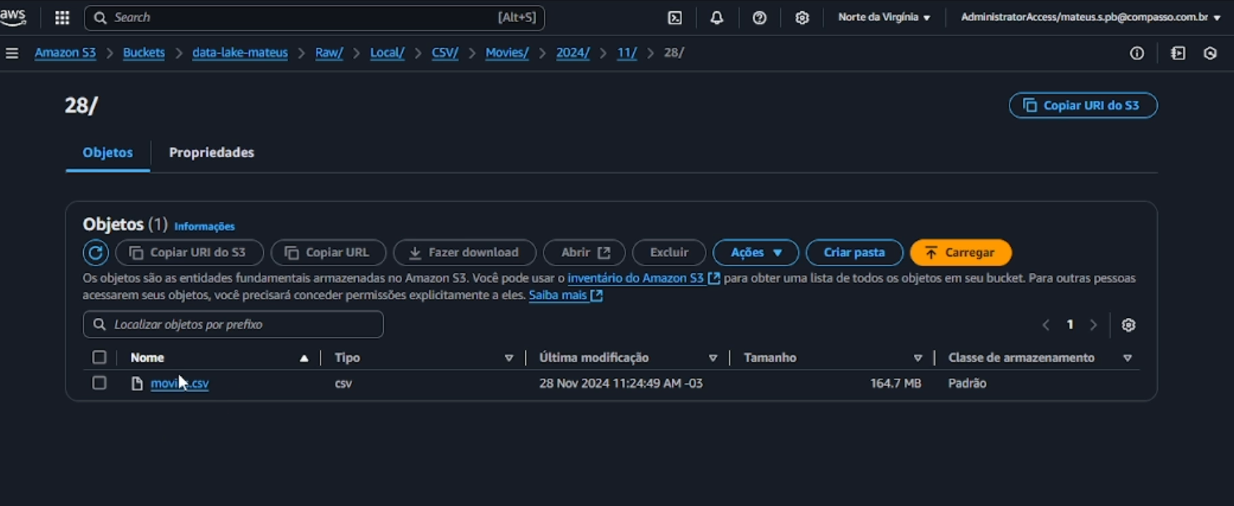 aws Search [Alt+S] Norte da Virgínia AdministratorAccess/mateus.s.pb@compasso.com.br
Amazon S3 > Buckets > data-lake-mateus > Raw/ > Local/ > CSV/ > Movies/ > 2024/ > 11/ > 28/
28/
Copiar URI do S3
Objetos Propriedades
Objetos (1) Informações
Copiar URI do S3 Copiar URL Fazer download Abrir Excluir Ações Criar pasta Carregar
Os objetos são as entidades fundamentais armazenadas no Amazon S3. Você pode usar o inventário do Amazon S3 para obter uma lista de todos os objetos em seu bucket. Para outras pessoas
acessarem seus objetos, você precisará conceder permissões explicitamente a eles. Saiba mais
Localizar objetos por prefixo
< 1 >
Nome Tipo Última modificação Tamanho Classe de armazenamento
csv 28 Nov 2024 11:24:49 AM -03 164.7 MB Padrão